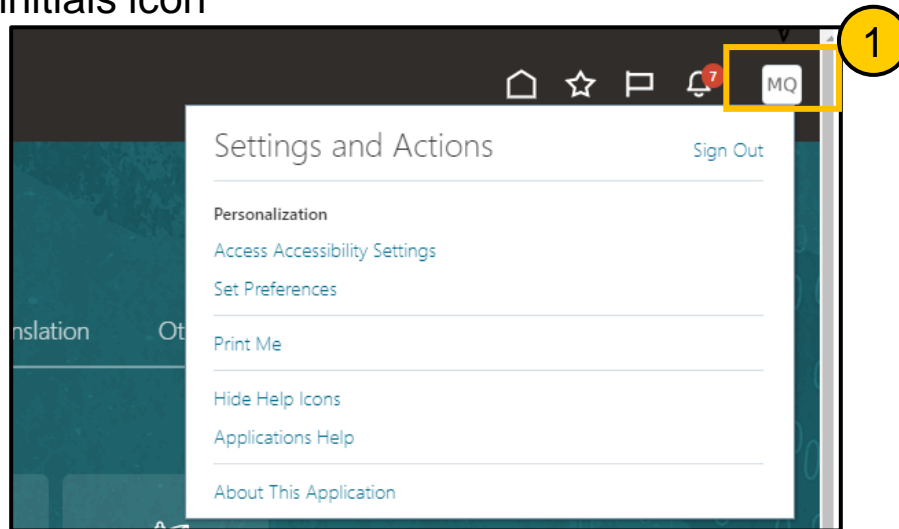 initials icon
1
7
MQ
Settings and Actions
Sign Out
Personalization
Access Accessibility Settings
Set Preferences
nslation Ot
Print Me
Hide Help Icons
Applications Help
About This Application